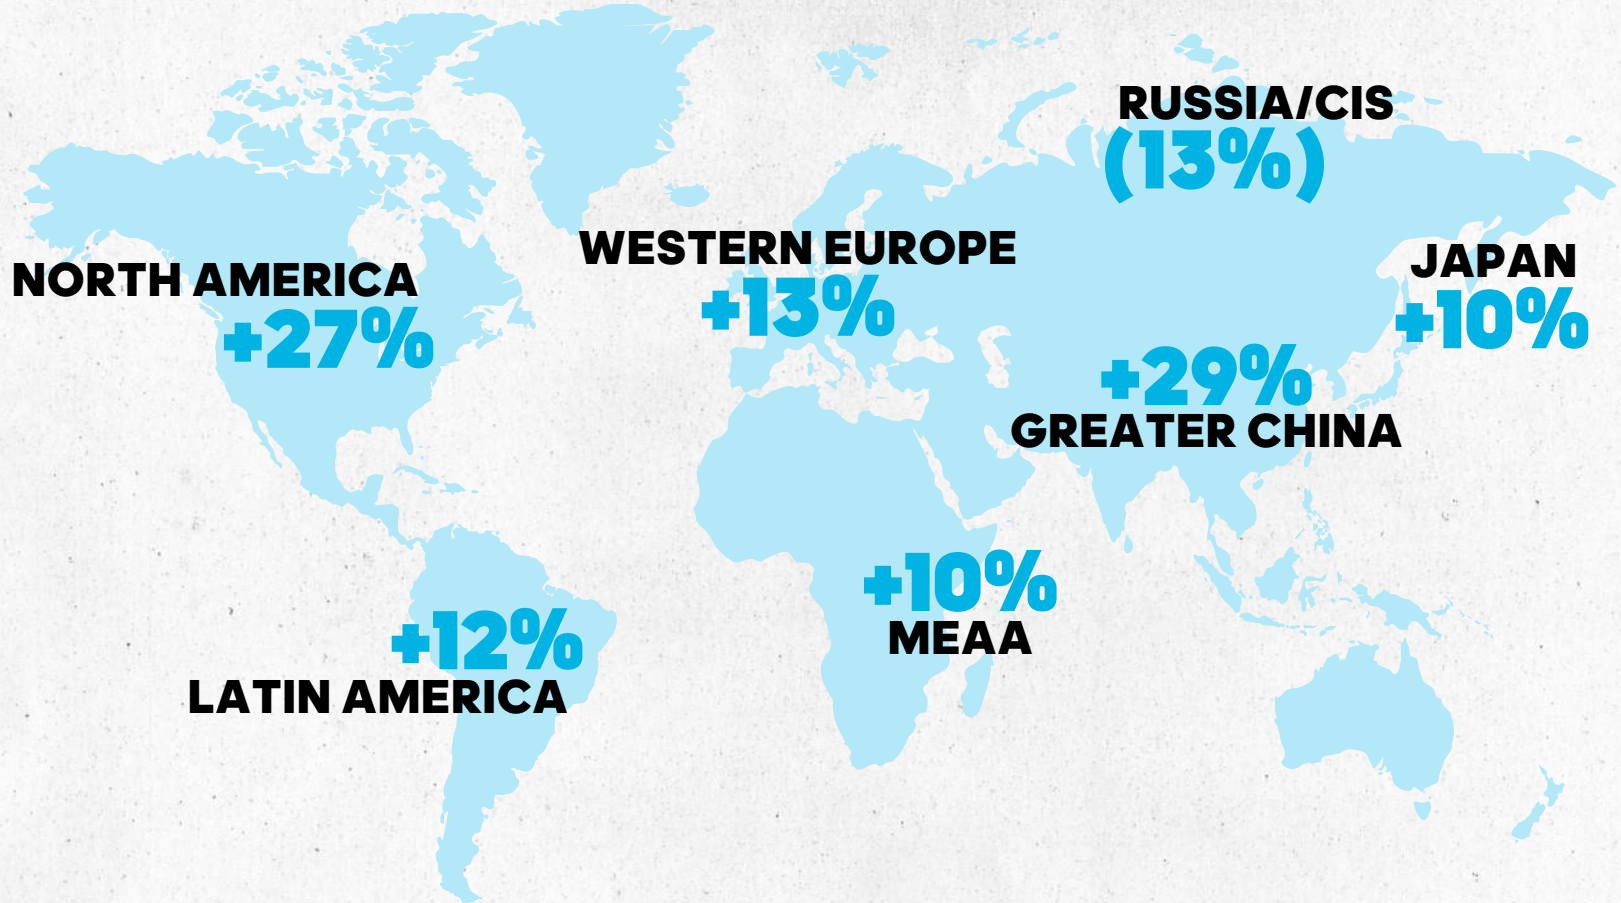 RUSSIA/CIS
(13%)
WESTERN EUROPE
+13%
JAPAN
+10%
NORTH AMERICA
+27%
+29%
GREATER CHINA
+10%
MEAA
+12%
LATIN AMERICA